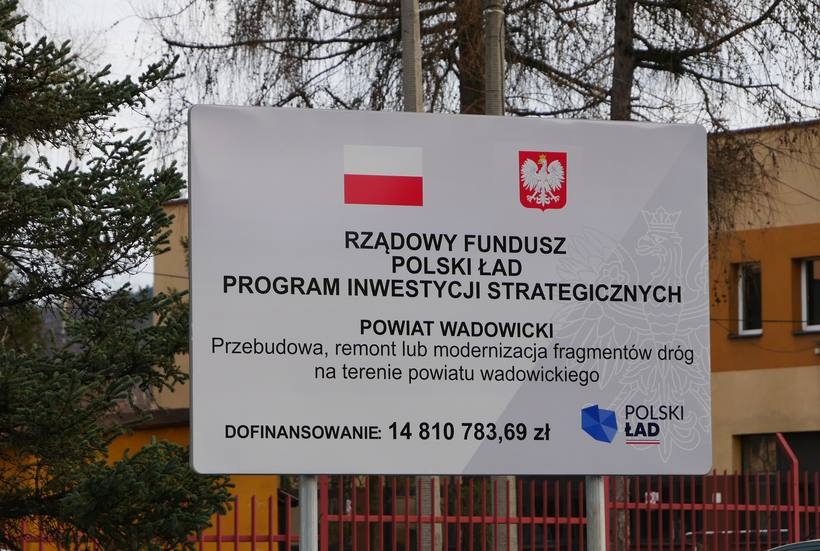 RZĄDOWY FUNDUSZ
POLSKI ŁAD
PROGRAM INWESTYCJI STRATEGICZNYCH
POWIAT WADOWICKI
Przebudowa, remont lub modernizacja fragmentów dróg
na terenie powiatu wadowickiego
DOFINANSOWANIE: 14 810 783,69 zł
POLSKI
ŁAD